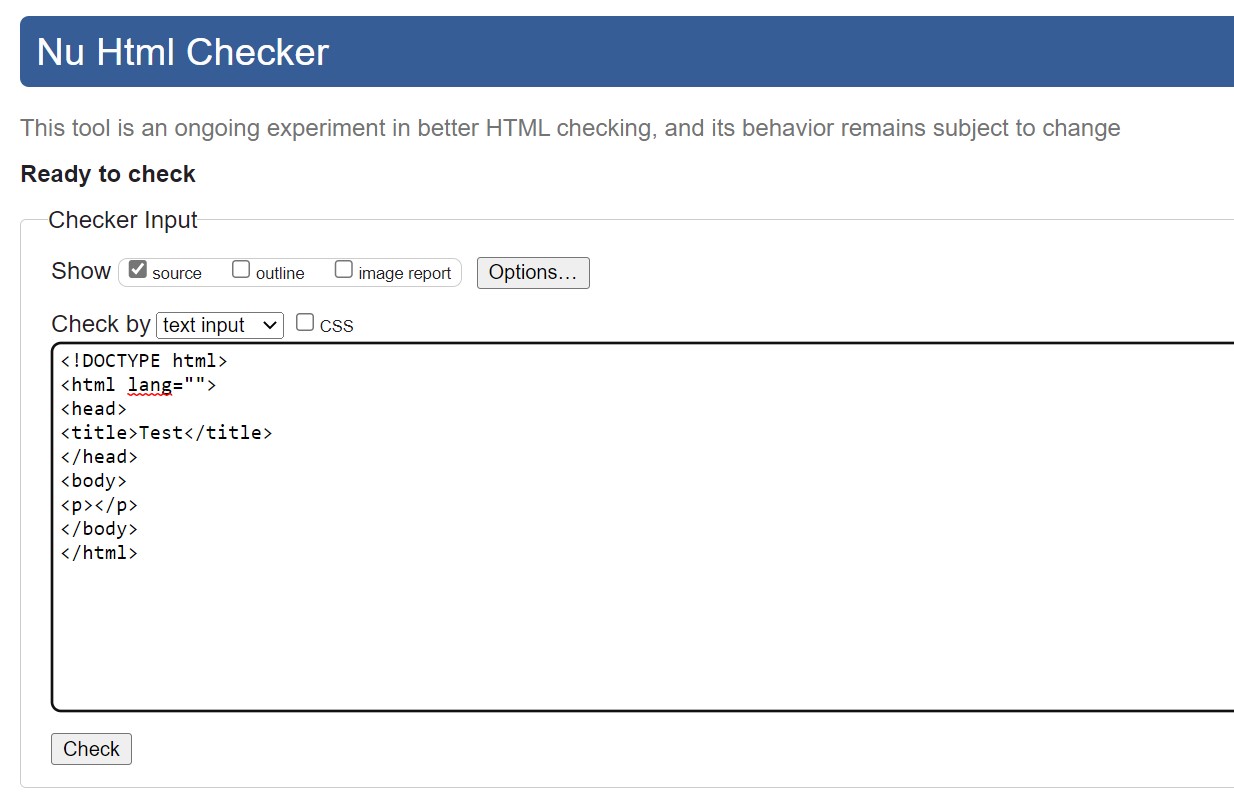 Nu Html Checker
This tool is an ongoing experiment in better HTML checking, and its behavior remains subject to change
Ready to check
Checker Input
Show source outline image report Options...
Check by text input CSS
<!DOCTYPE html>
<html lang="">
<head>
<title>Test</title>
</head>
<body>
<p></p>
</body>
</html>
Check